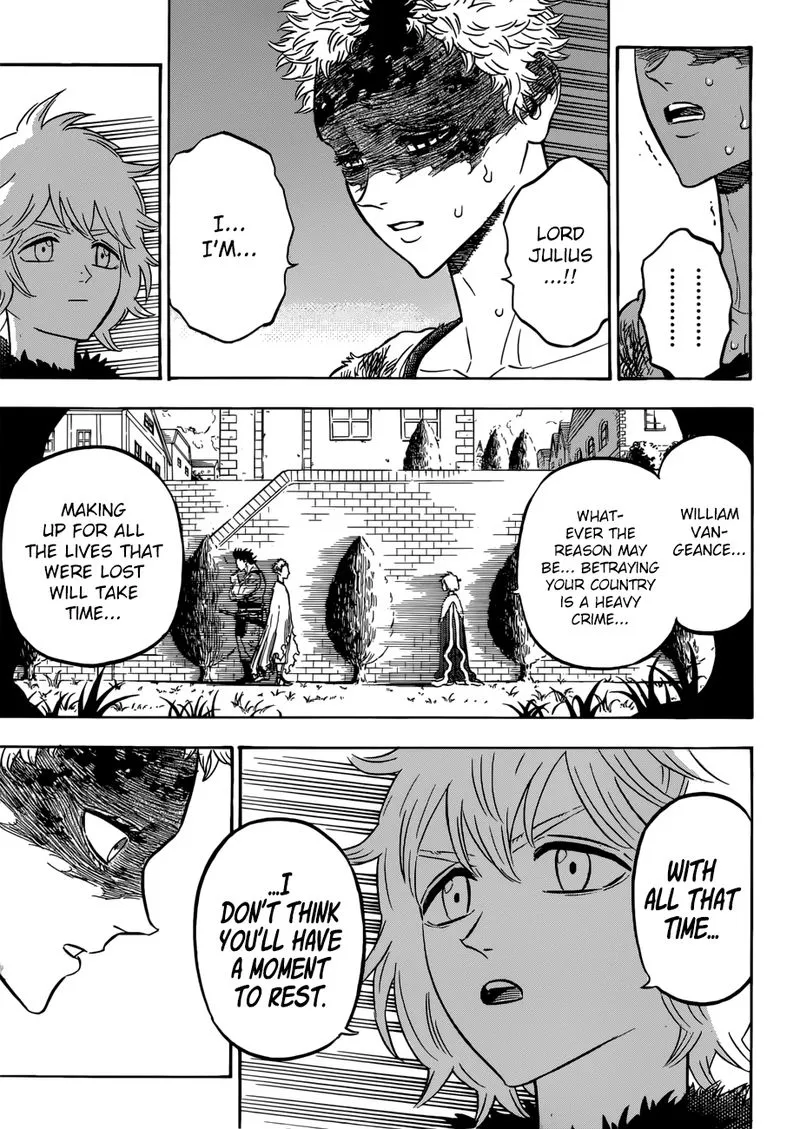 .........
LORD
JULIUS
...!!
I...
I'M...
WILLIAM
VAN-
GEANCE...
WHAT-
EVER THE
REASON MAY
BE... BETRAYING
YOUR COUNTRY
IS A HEAVY
CRIME...
MAKING
UP FOR ALL
THE LIVES THAT
WERE LOST
WILL TAKE
TIME...
WITH
ALL THAT
TIME...
...I
DON'T THINK
YOU'LL HAVE
A MOMENT
TO REST.